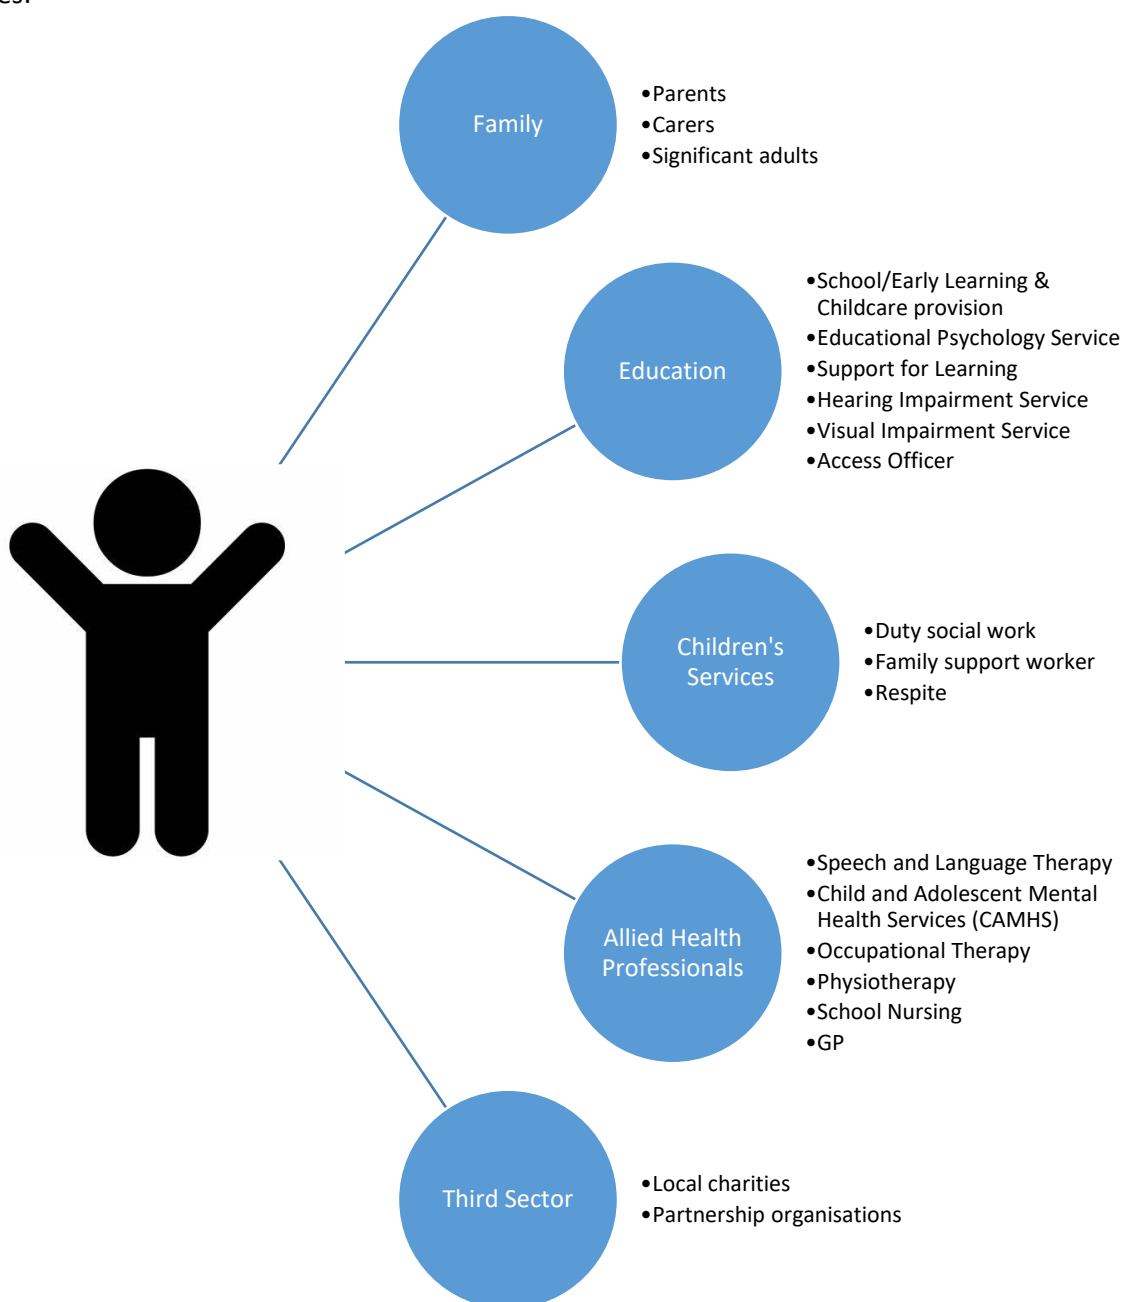 es.
Family
•Parents
•Carers
•Significant adults
Education
•School/Early Learning &
Childcare provision
•Educational Psychology Service
•Support for Learning
•Hearing Impairment Service
•Visual Impairment Service
•Access Officer
Children's
Services
•Duty social work
•Family support worker
•Respite
Allied Health
Professionals
•Speech and Language Therapy
•Child and Adolescent Mental
Health Services (CAMHS)
•Occupational Therapy
•Physiotherapy
•School Nursing
•GP
Third Sector
•Local charities
•Partnership organisations